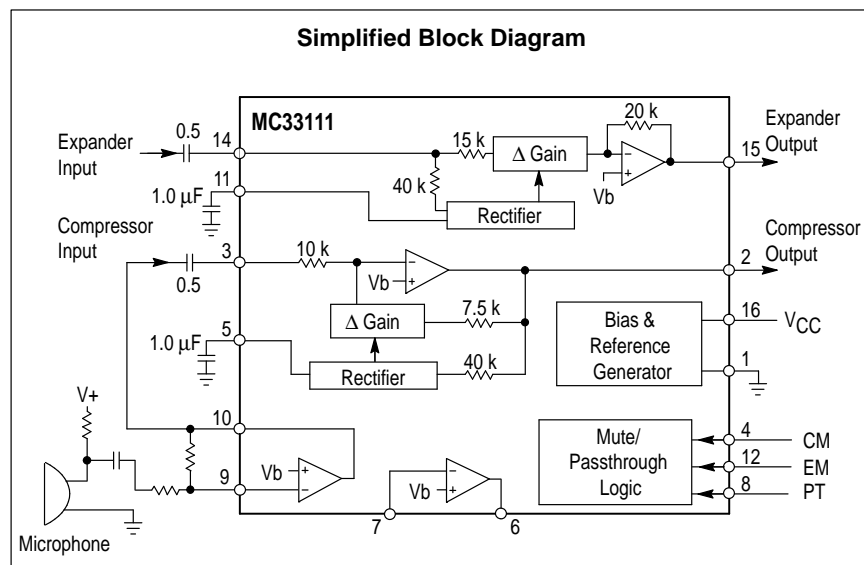 Simplified Block Diagram
MC33111
Expander
Input
0.5
14
15 k
Δ Gain
20 k
Expander
Output
15
Vb
40 k
11
1.0 µF
Rectifier
Compressor
Input
0.5
3
10 k
Vb
Compressor
Output
2
Δ Gain
7.5 k
5
1.0 µF
Rectifier
40 k
Bias &
Reference
Generator
16
VCC
1
V+
10
9
Vb
Vb
7
6
Mute/
Passthrough
Logic
4
CM
12
EM
8
PT
Microphone